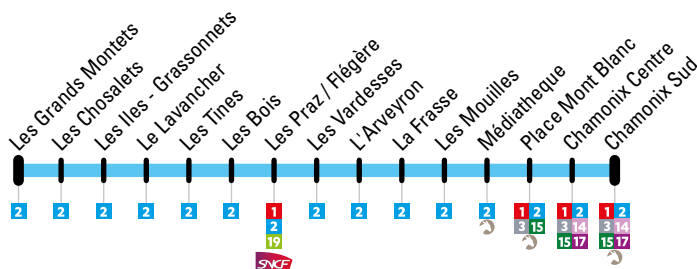 Les Grands Montets
Les Chosalets
Les Iles - Grassonnets
Le Lavancher
Les Tines
Les Bois
Les Praz / Flégère
Les Vardesses
L'Arveyron
La Frasse
Les Mouilles
Médiatheque
Place Mont Blanc
Chamonix Centre
Chamonix Sud
2 2 2 2 2 2 1 2 2 2 2 2 1 2 1 2 1 2
2 3 15 3 14 3 14
19 15 17 15 17
SNCF